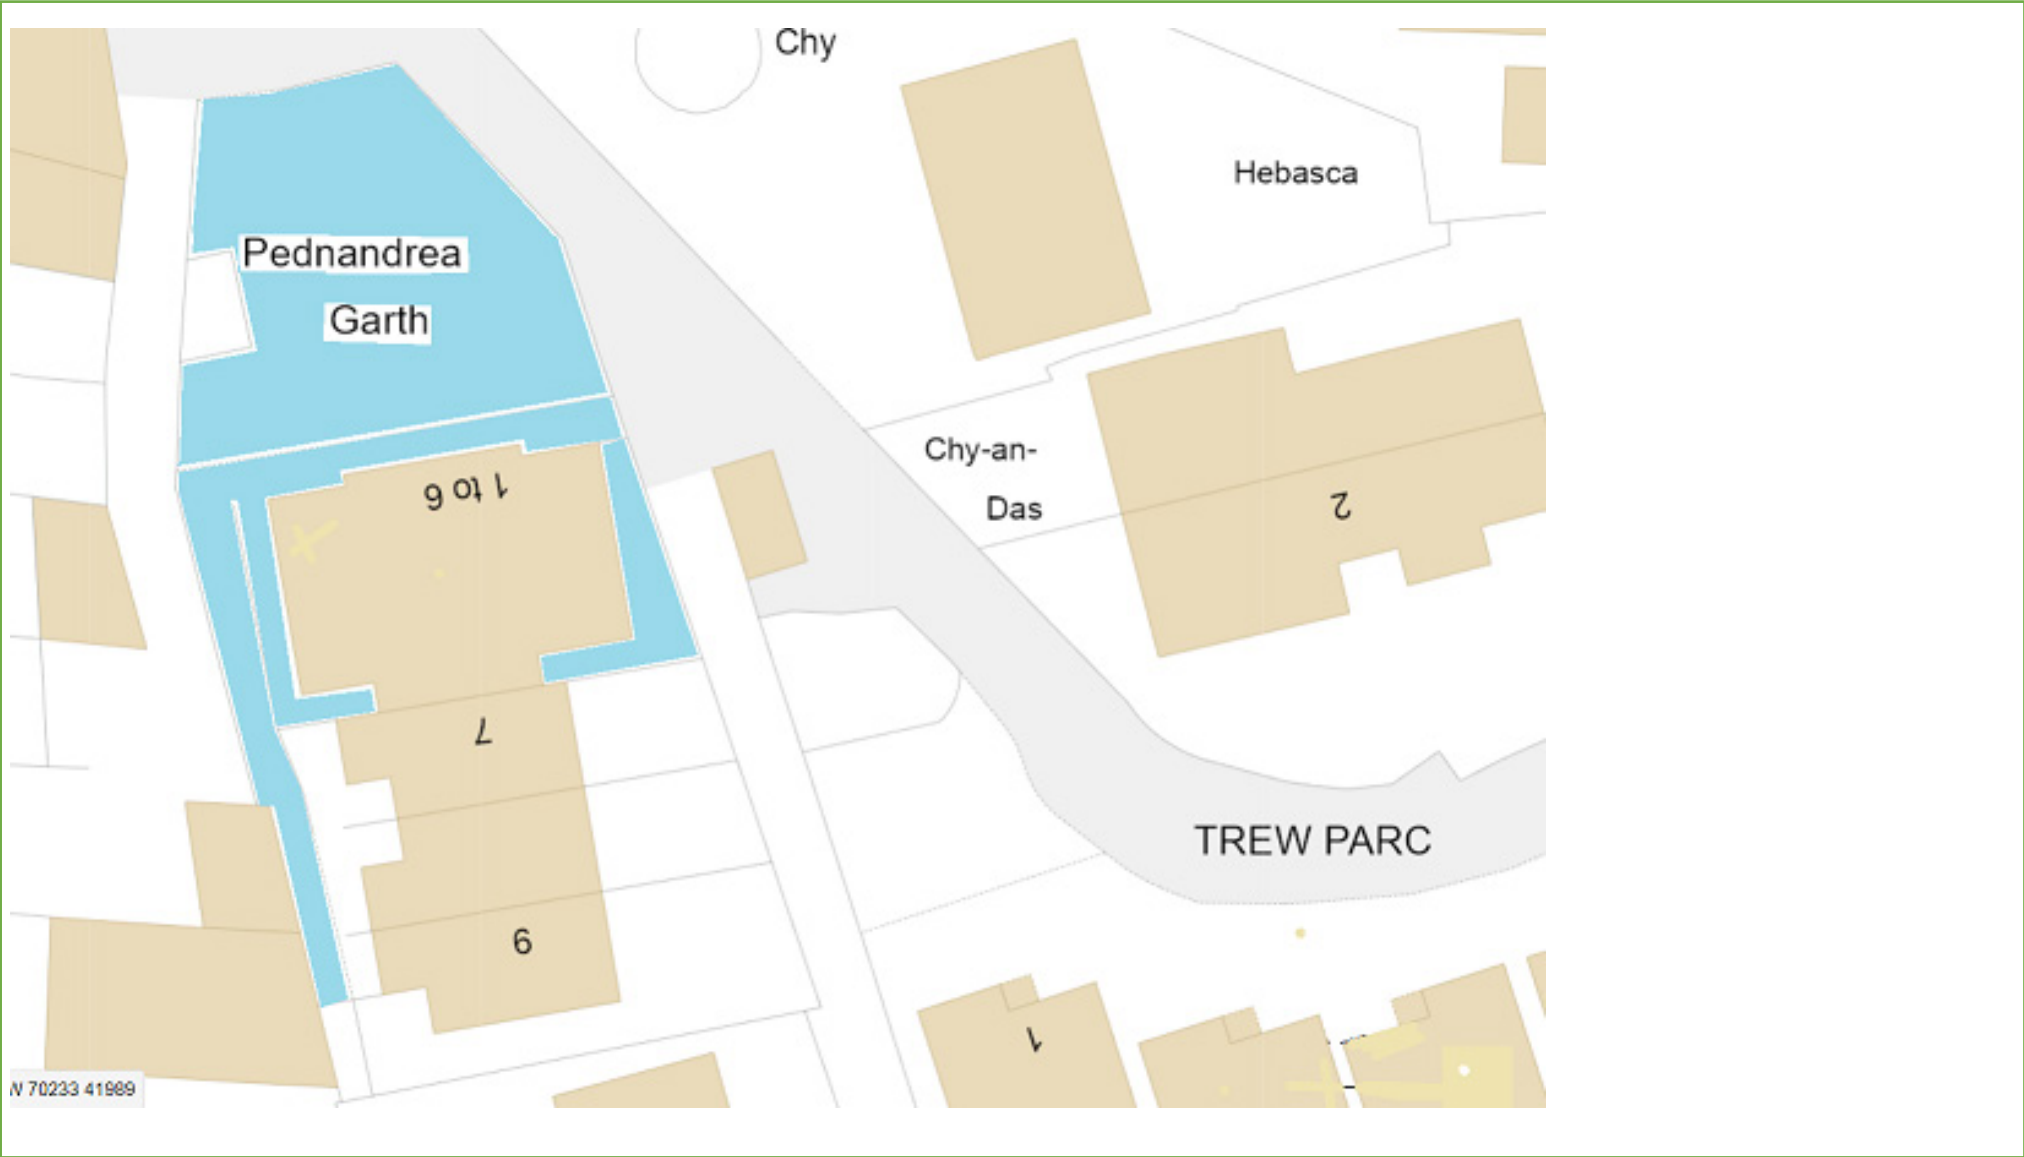 Chy
Hebasca
Pednandrea
Garth
Chy-an-
Das
1 to 6
2
7
TREW PARC
9
1
W 70233 41989